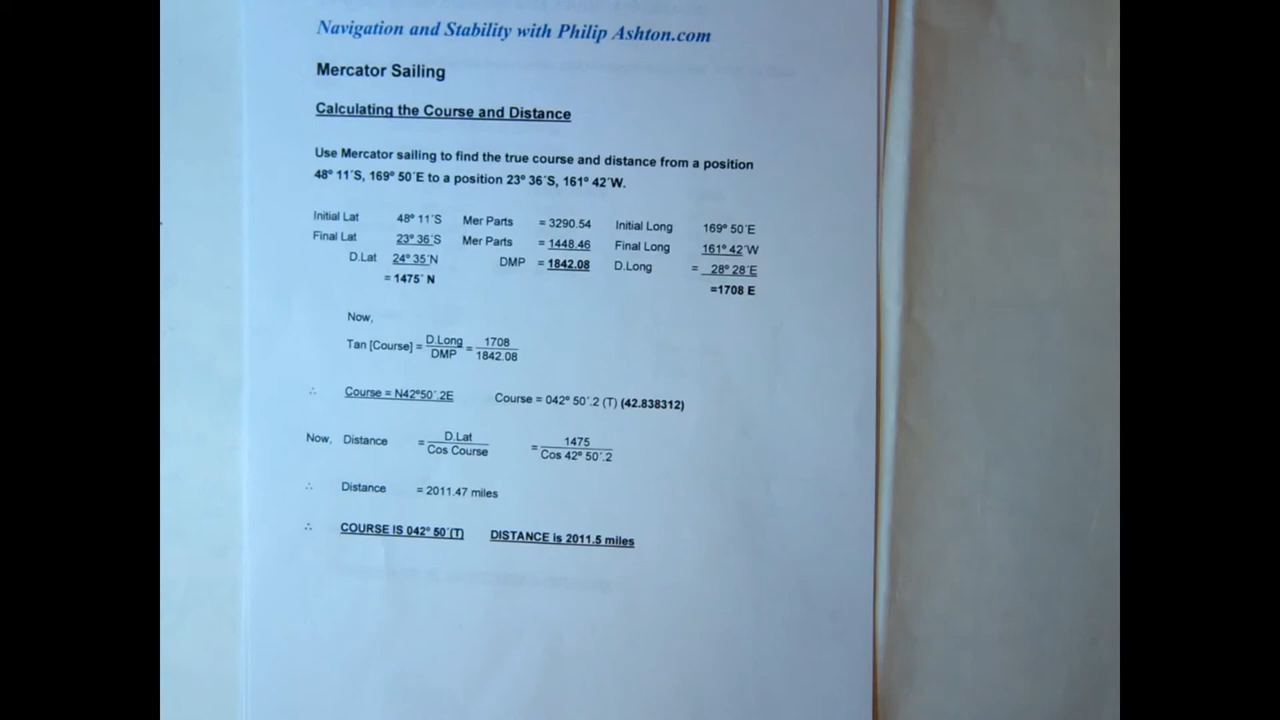 Navigation and Stability with Philip Ashton.com
Mercator Sailing
Calculating the Course and Distance
Use Mercator sailing to find the true course and distance from a position
48° 11´S, 169° 50´E to a position 23° 36´S, 161° 42´W.
Initial Lat 48° 11´S Mer Parts = 3290.54 Initial Long 169° 50´E
Final Lat 23° 36´S Mer Parts = 1448.46 Final Long 161° 42´W
D.Lat 24° 35´N DMP = 1842.08 D.Long = 28° 28´E
= 1475´ N =1708 E
Now,
Tan [Course] = D.Long = 1708
DMP 1842.08
∴ Course = N42°50´.2E Course = 042° 50´.2 (T) (42.838312)
Now, Distance = D.Lat = 1475
Cos Course Cos 42° 50´.2
∴ Distance = 2011.47 miles
∴ COURSE IS 042° 50´(T) DISTANCE is 2011.5 miles